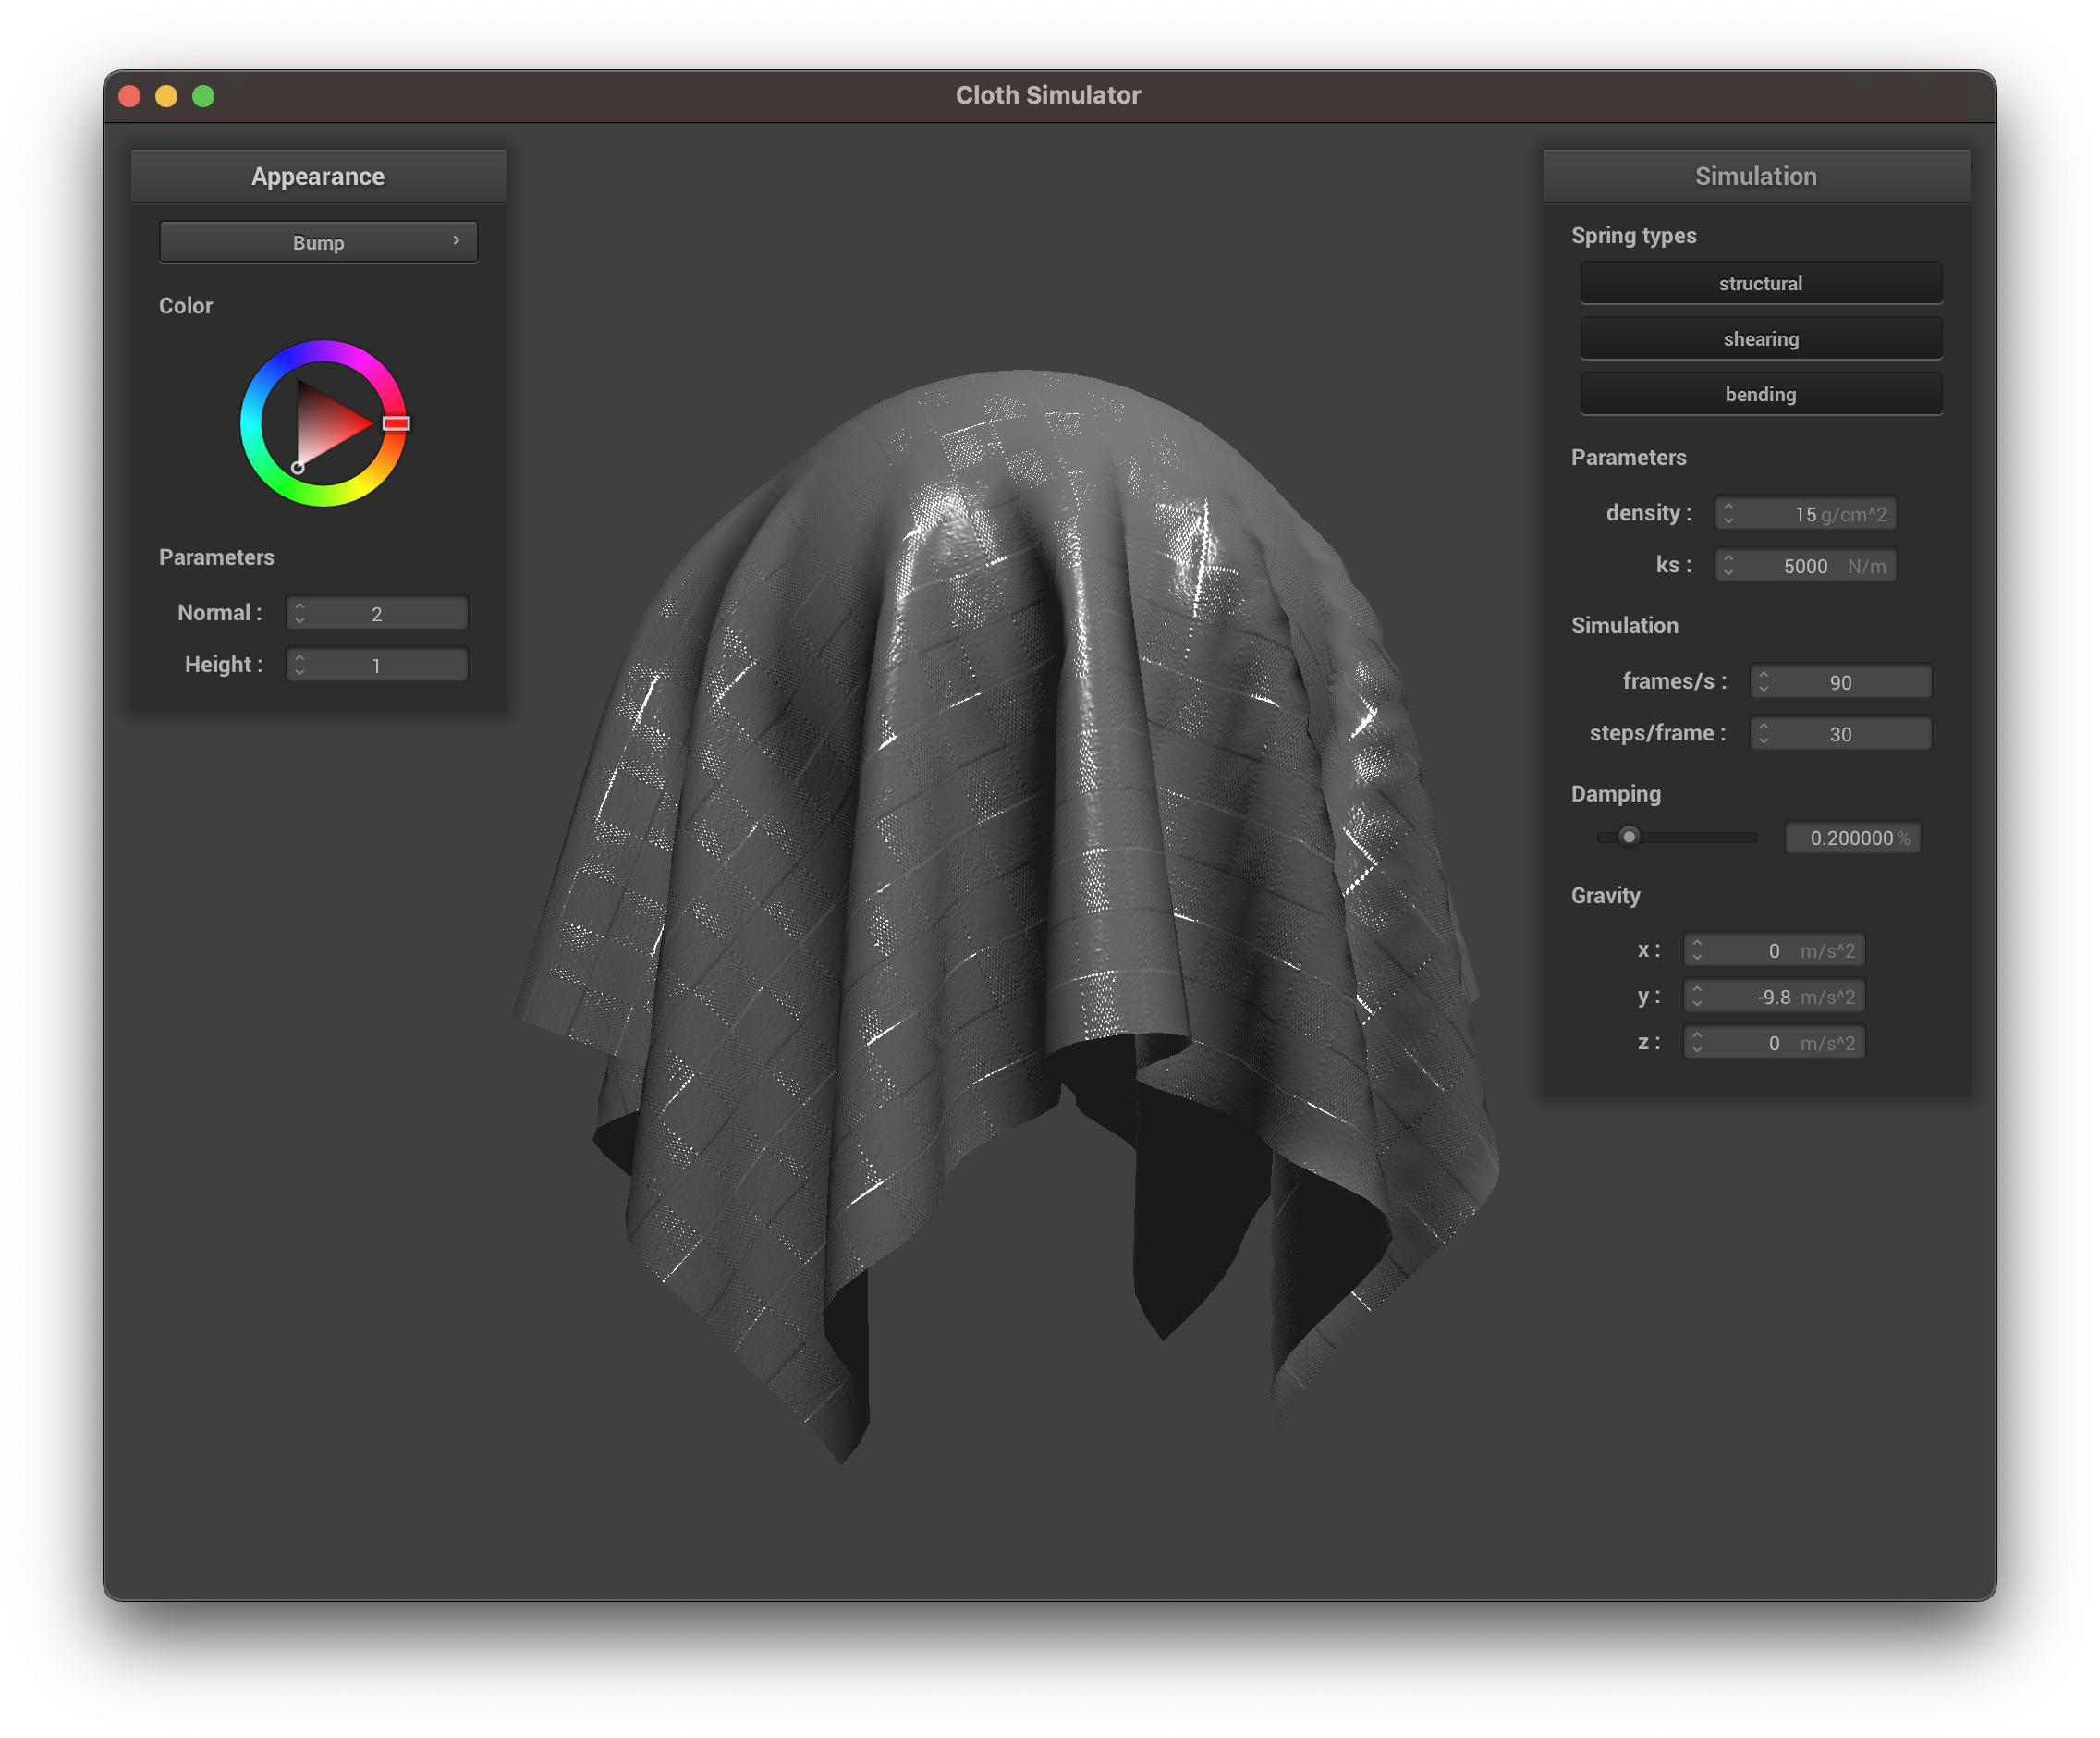 Cloth Simulator
Appearance
Bump
Color
Parameters
Normal : 2
Height : 1
Simulation
Spring types
structural
shearing
bending
Parameters
density : 15 g/cm^2
ks : 5000 N/m
Simulation
frames/s : 90
steps/frame : 30
Damping
0.200000 %
Gravity
x : 0 m/s^2
y : -9.8 m/s^2
z : 0 m/s^2